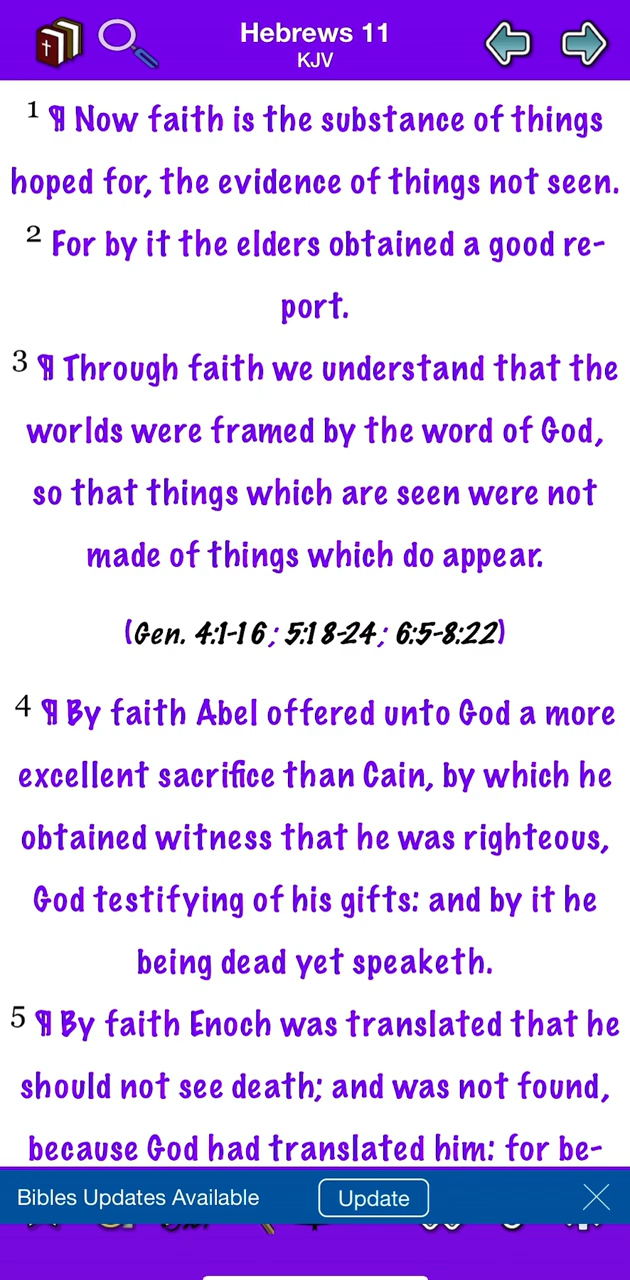 Hebrews 11
KJV
1 ¶ Now faith is the substance of things
hoped for, the evidence of things not seen.
2 For by it the elders obtained a good re-
port.
3 ¶ Through faith we understand that the
worlds were framed by the word of God,
so that things which are seen were not
made of things which do appear.
(Gen. 4:1-16; 5:18-24; 6:5-8:22)
4 ¶ By faith Abel offered unto God a more
excellent sacrifice than Cain, by which he
obtained witness that he was righteous,
God testifying of his gifts: and by it he
being dead yet speaketh.
5 ¶ By faith Enoch was translated that he
should not see death; and was not found,
because God had translated him: for be-
Bibles Updates Available
Update